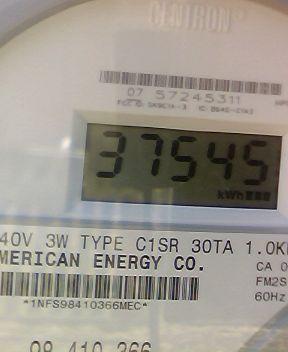 CENTRON®
07 57245311
37545
kWh
40V 3W TYPE C1SR 30TA 1.0K
MERICAN ENERGY CO.
CA 0
FM2S
60Hz
*1NFS98410366MEC*
98 410 366